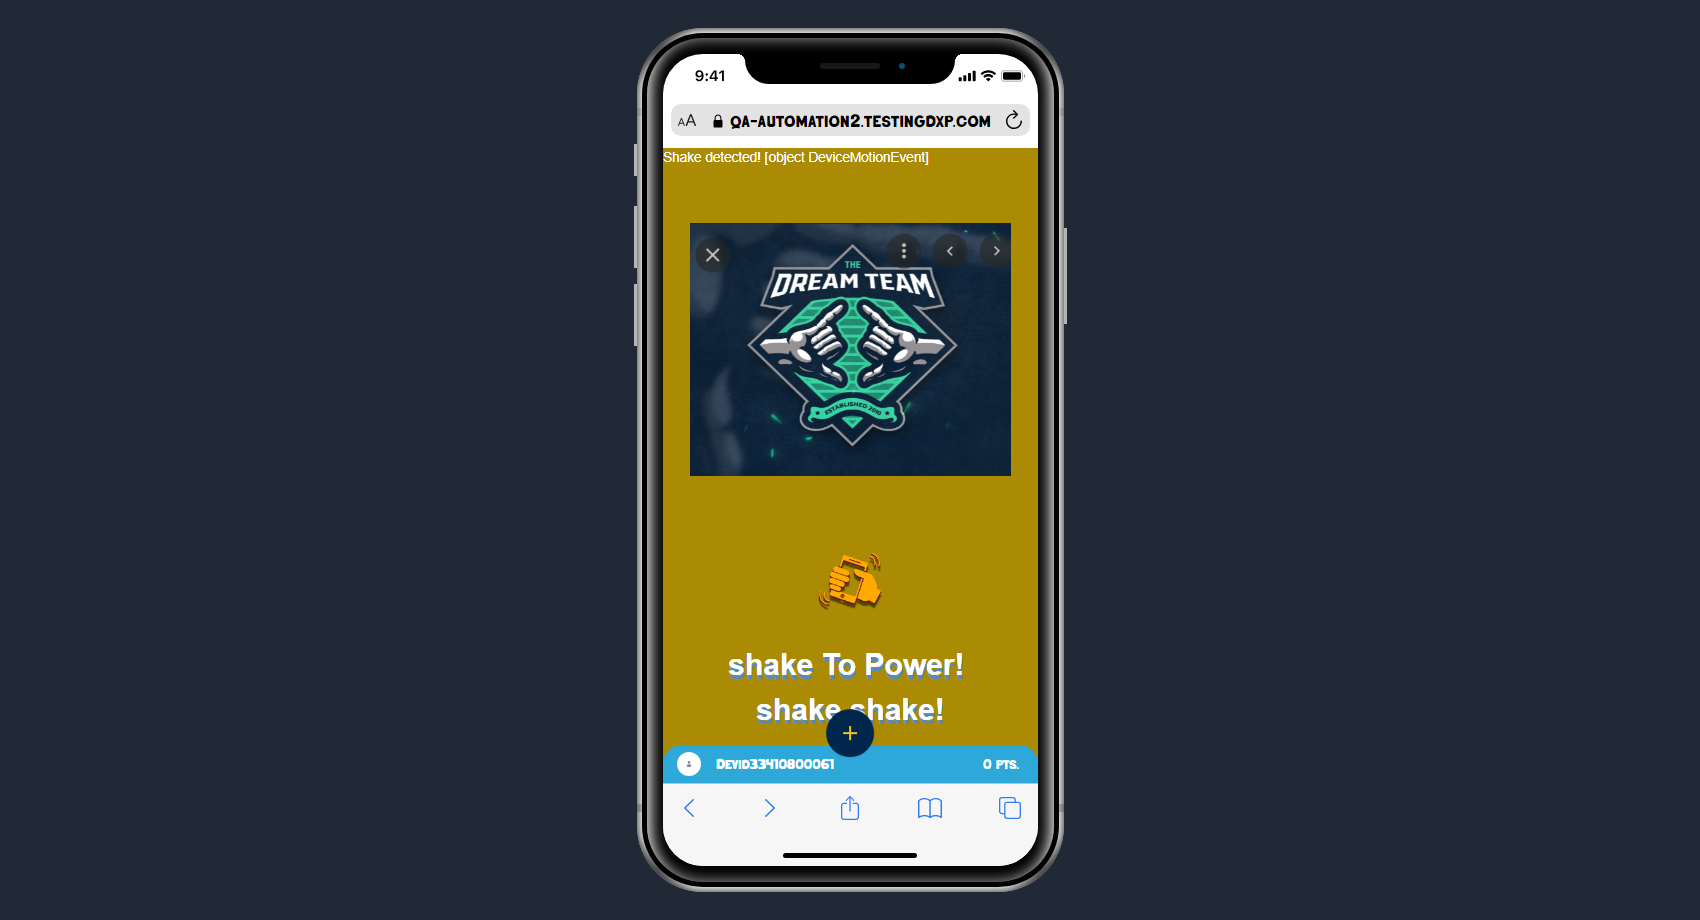 9:41
AA QA-AUTOMATION2.TESTINGDXP.COM
Shake detected! [object DeviceMotionEvent]
THE
DREAM TEAM
ESTABLISHED 2010
shake To Power!
shake shake!
Devid33410800061 0 PTS.